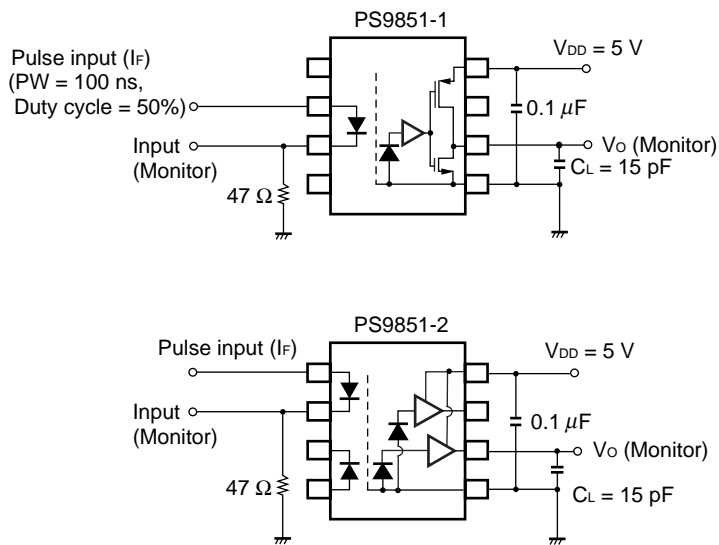 PS9851-1
Pulse input (IF)
(PW = 100 ns,
Duty cycle = 50%)
Input
(Monitor)
47 Ω
VDD = 5 V
0.1 μF
VO (Monitor)
CL = 15 pF
PS9851-2
Pulse input (IF)
Input
(Monitor)
47 Ω
VDD = 5 V
0.1 μF
VO (Monitor)
CL = 15 pF